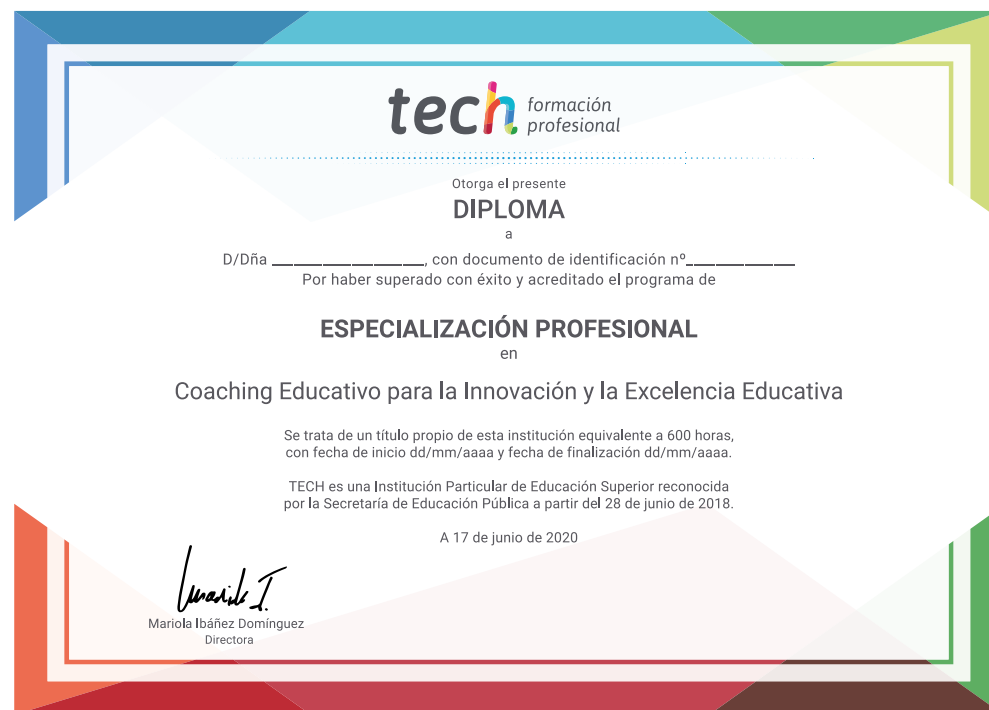 tech formación
profesional
Otorga el presente
DIPLOMA
a
D/Dña ____________________, con documento de identificación nº______________
Por haber superado con éxito y acreditado el programa de
ESPECIALIZACIÓN PROFESIONAL
en
Coaching Educativo para la Innovación y la Excelencia Educativa
Se trata de un título propio de esta institución equivalente a 600 horas,
con fecha de inicio dd/mm/aaaa y fecha de finalización dd/mm/aaaa.
TECH es una Institución Particular de Educación Superior reconocida
por la Secretaría de Educación Pública a partir del 28 de junio de 2018.
A 17 de junio de 2020
Mariola Ibáñez Domínguez
Directora